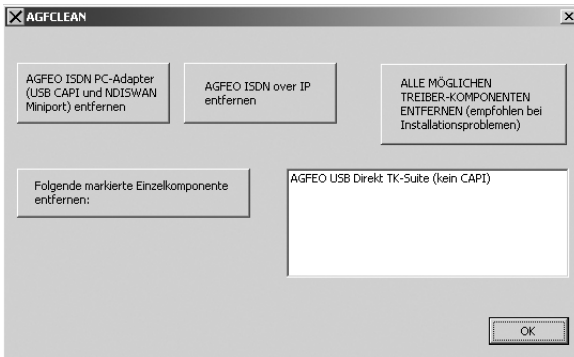 AGFCLEAN
AGFEO ISDN PC-Adapter
(USB CAPI und NDISWAN
Miniport) entfernen
AGFEO ISDN over IP
entfernen
ALLE MÖGLICHEN
TREIBER-KOMPONENTEN
ENTFERNEN (empfohlen bei
Installationsproblemen)
Folgende markierte Einzelkomponente
entfernen:
AGFEO USB Direkt TK-Suite (kein CAPI)
OK